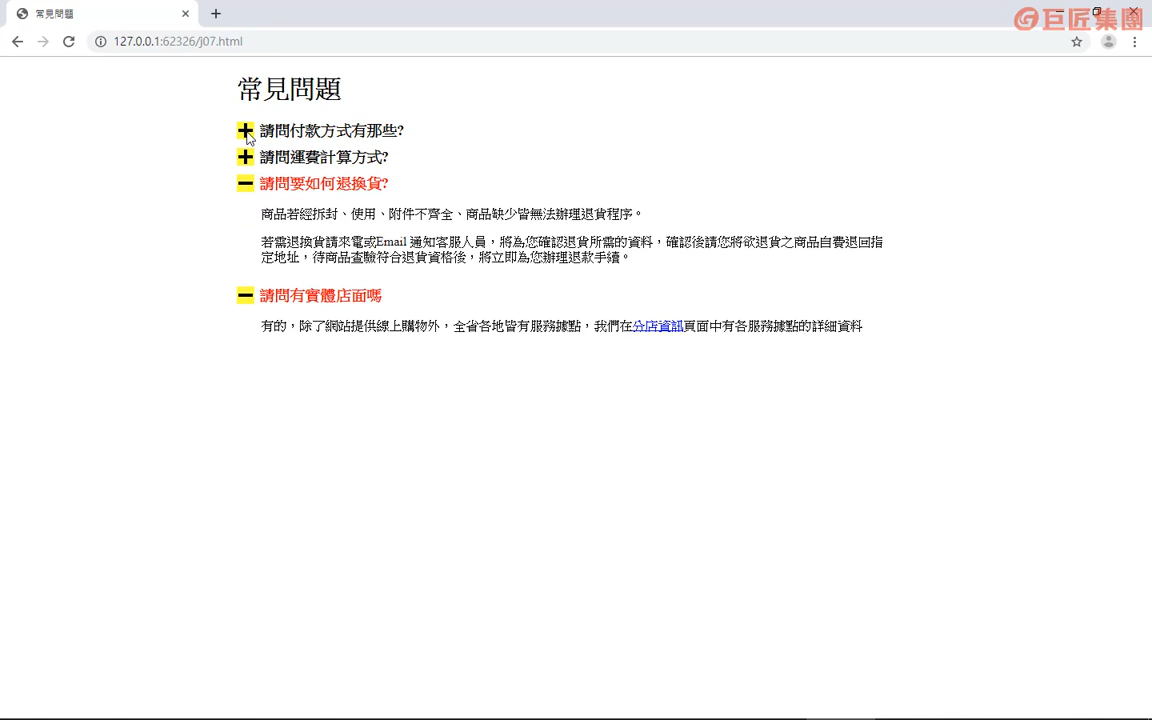 常見問題
巨匠集團
127.0.0.1:62326/j07.html
常見問題
請問付款方式有那些?
請問運費計算方式?
請問要如何退換貨?
商品若經拆封、使用、附件不齊全、商品缺少皆無法辦理退貨程序。
若需退換貨請來電或Email 通知客服人員，將為您確認退貨所需的資料，確認後請您將欲退貨之商品自費退回指
定地址，待商品查驗符合退貨資格後，將立即為您辦理退款手續。
請問有實體店面嗎
有的，除了網站提供線上購物外，全省各地皆有服務據點，我們在分店資訊頁面中有各服務據點的詳細資料